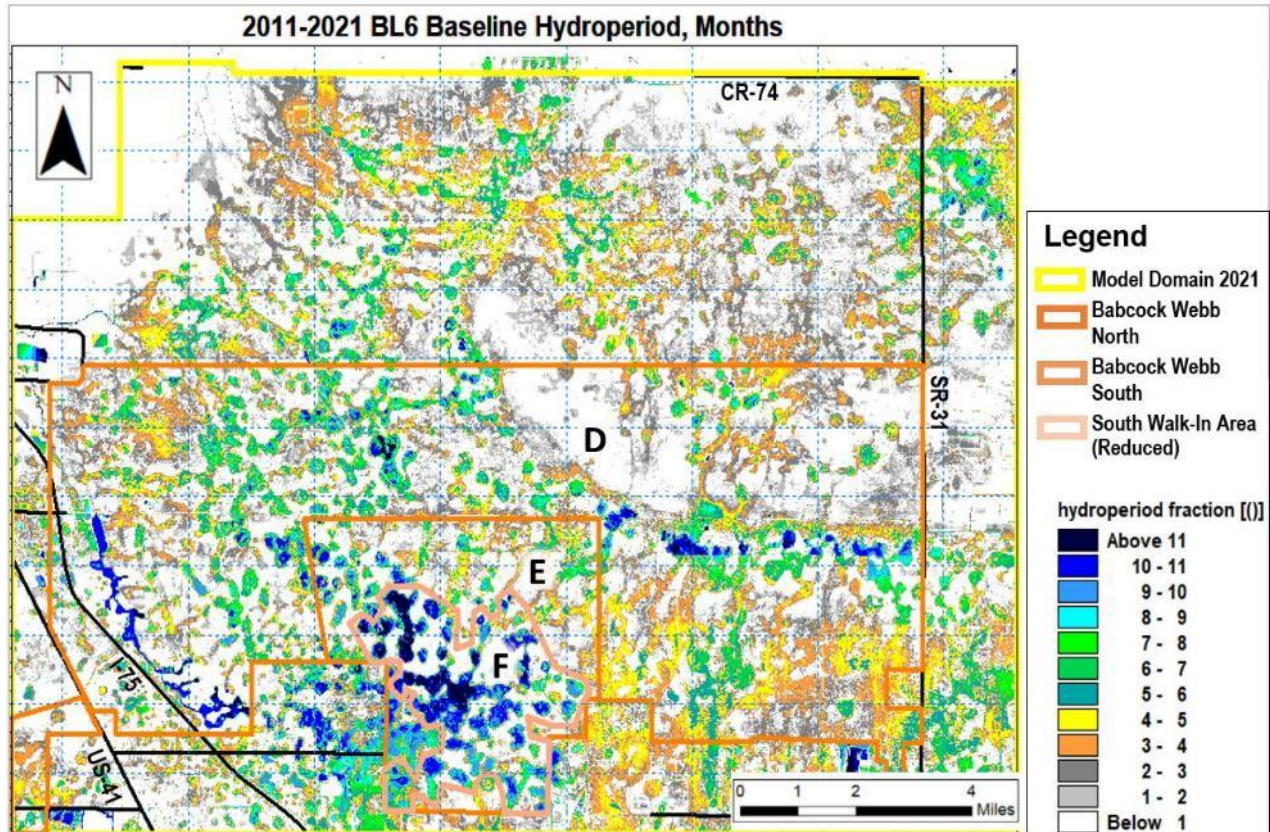 2011-2021 BL6 Baseline Hydroperiod, Months
N
CR-74
SR-31
D
E
F
I-75
US41
0 1 2 4
Miles
Legend
Model Domain 2021
Babcock Webb
North
Babcock Webb
South
South Walk-In Area
(Reduced)
hydroperiod fraction [()]
Above 11
10 - 11
9 - 10
8 - 9
7 - 8
6 - 7
5 - 6
4 - 5
3 - 4
2 - 3
1 - 2
Below 1